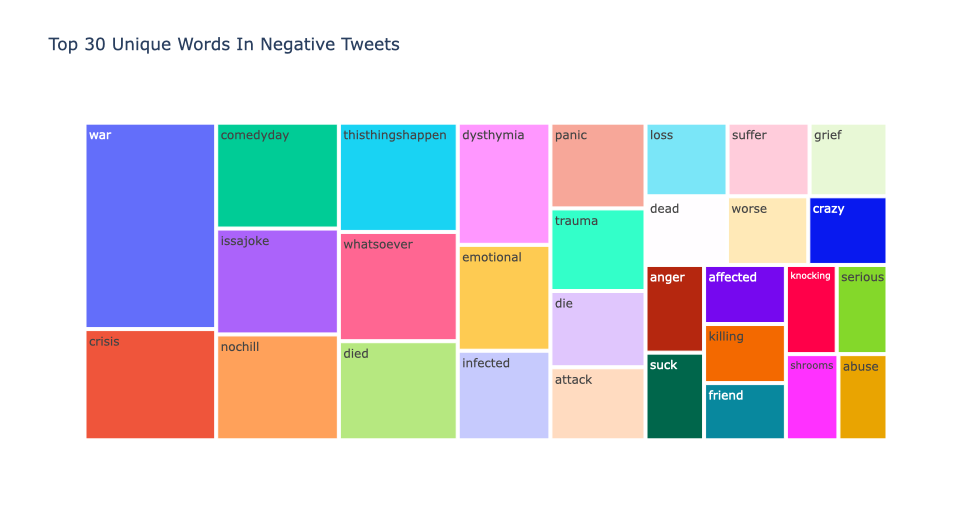 Top 30 Unique Words In Negative Tweets
war
comedyday
thisthingshappen
dysthymia
panic
loss
suffer
grief
dead
worse
crazy
trauma
issajoke
whatsoever
emotional
anger
affected
knocking
serious
die
killing
crisis
nochill
died
infected
suck
shrooms
abuse
attack
friend